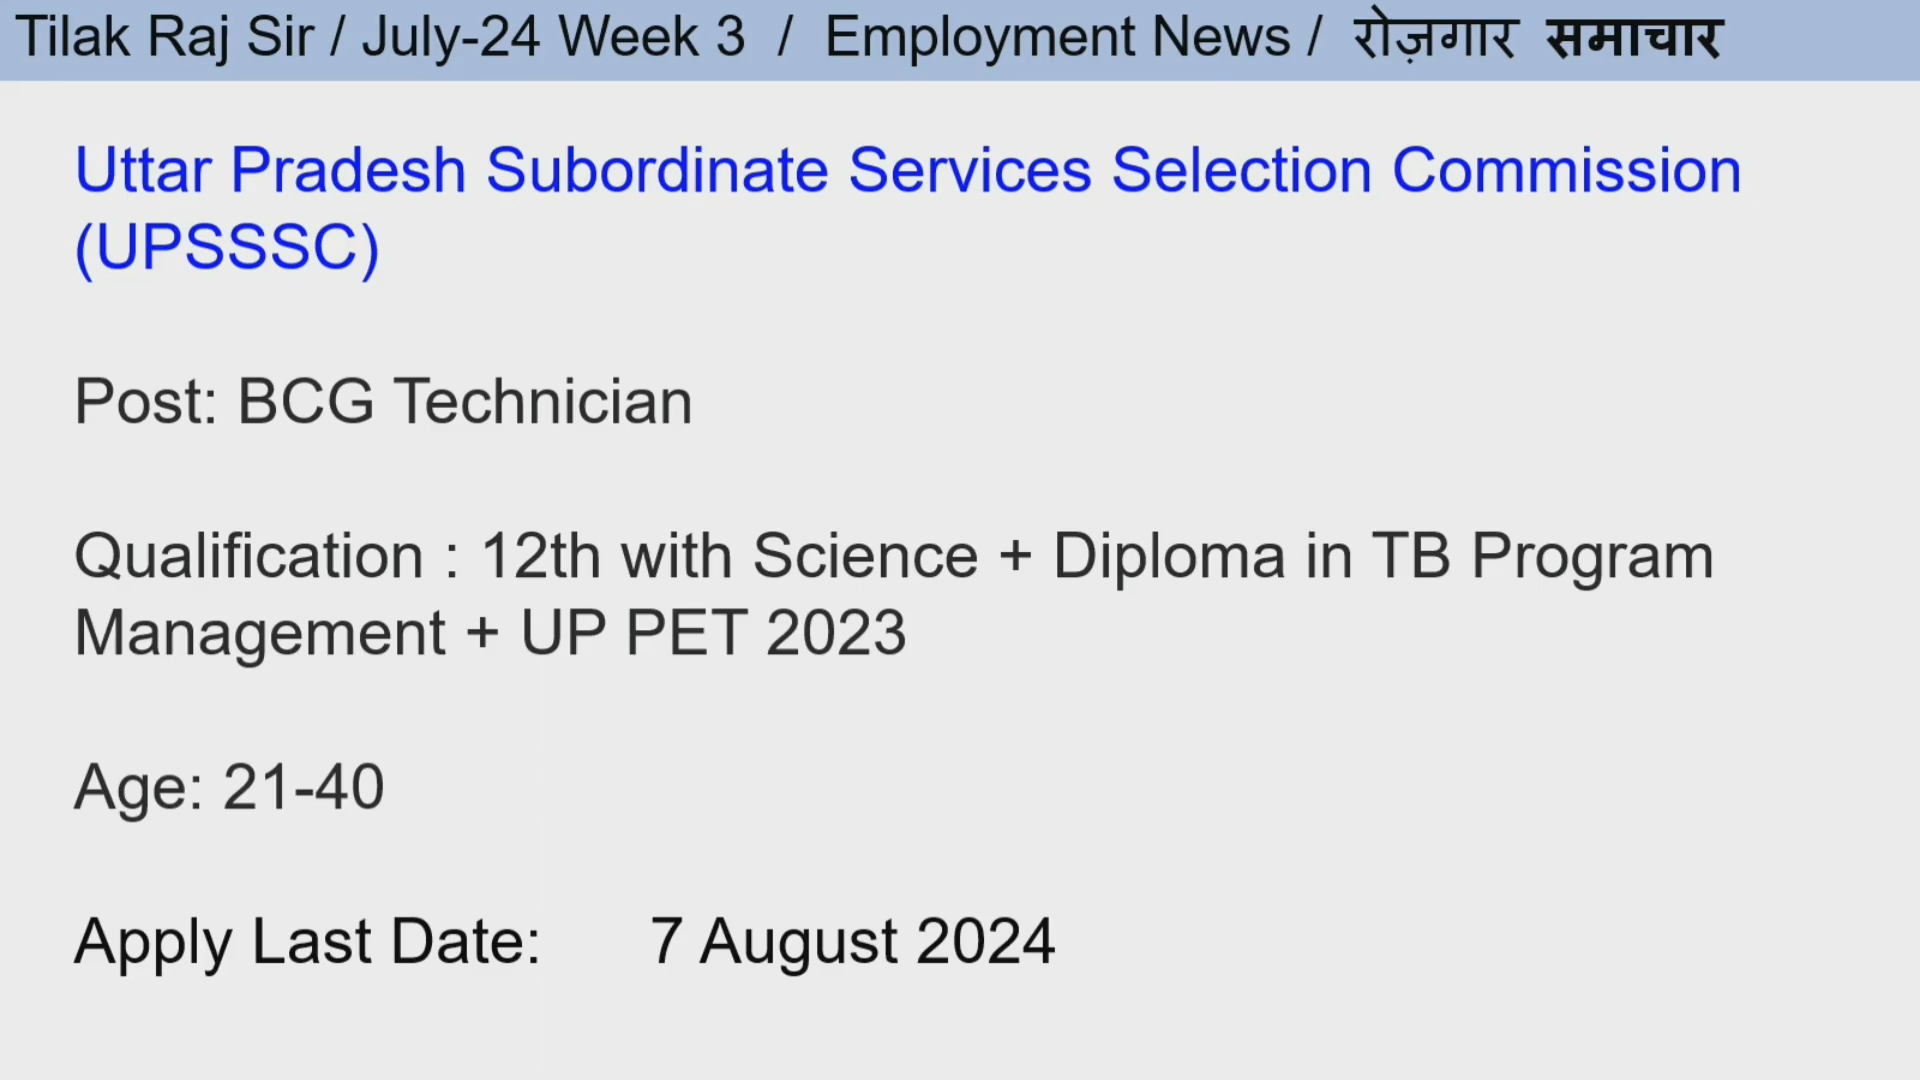 Tilak Raj Sir / July-24 Week 3 / Employment News / रोज़गार समाचार
Uttar Pradesh Subordinate Services Selection Commission
(UPSSSC)
Post: BCG Technician
Qualification : 12th with Science + Diploma in TB Program
Management + UP PET 2023
Age: 21-40
Apply Last Date: 7 August 2024